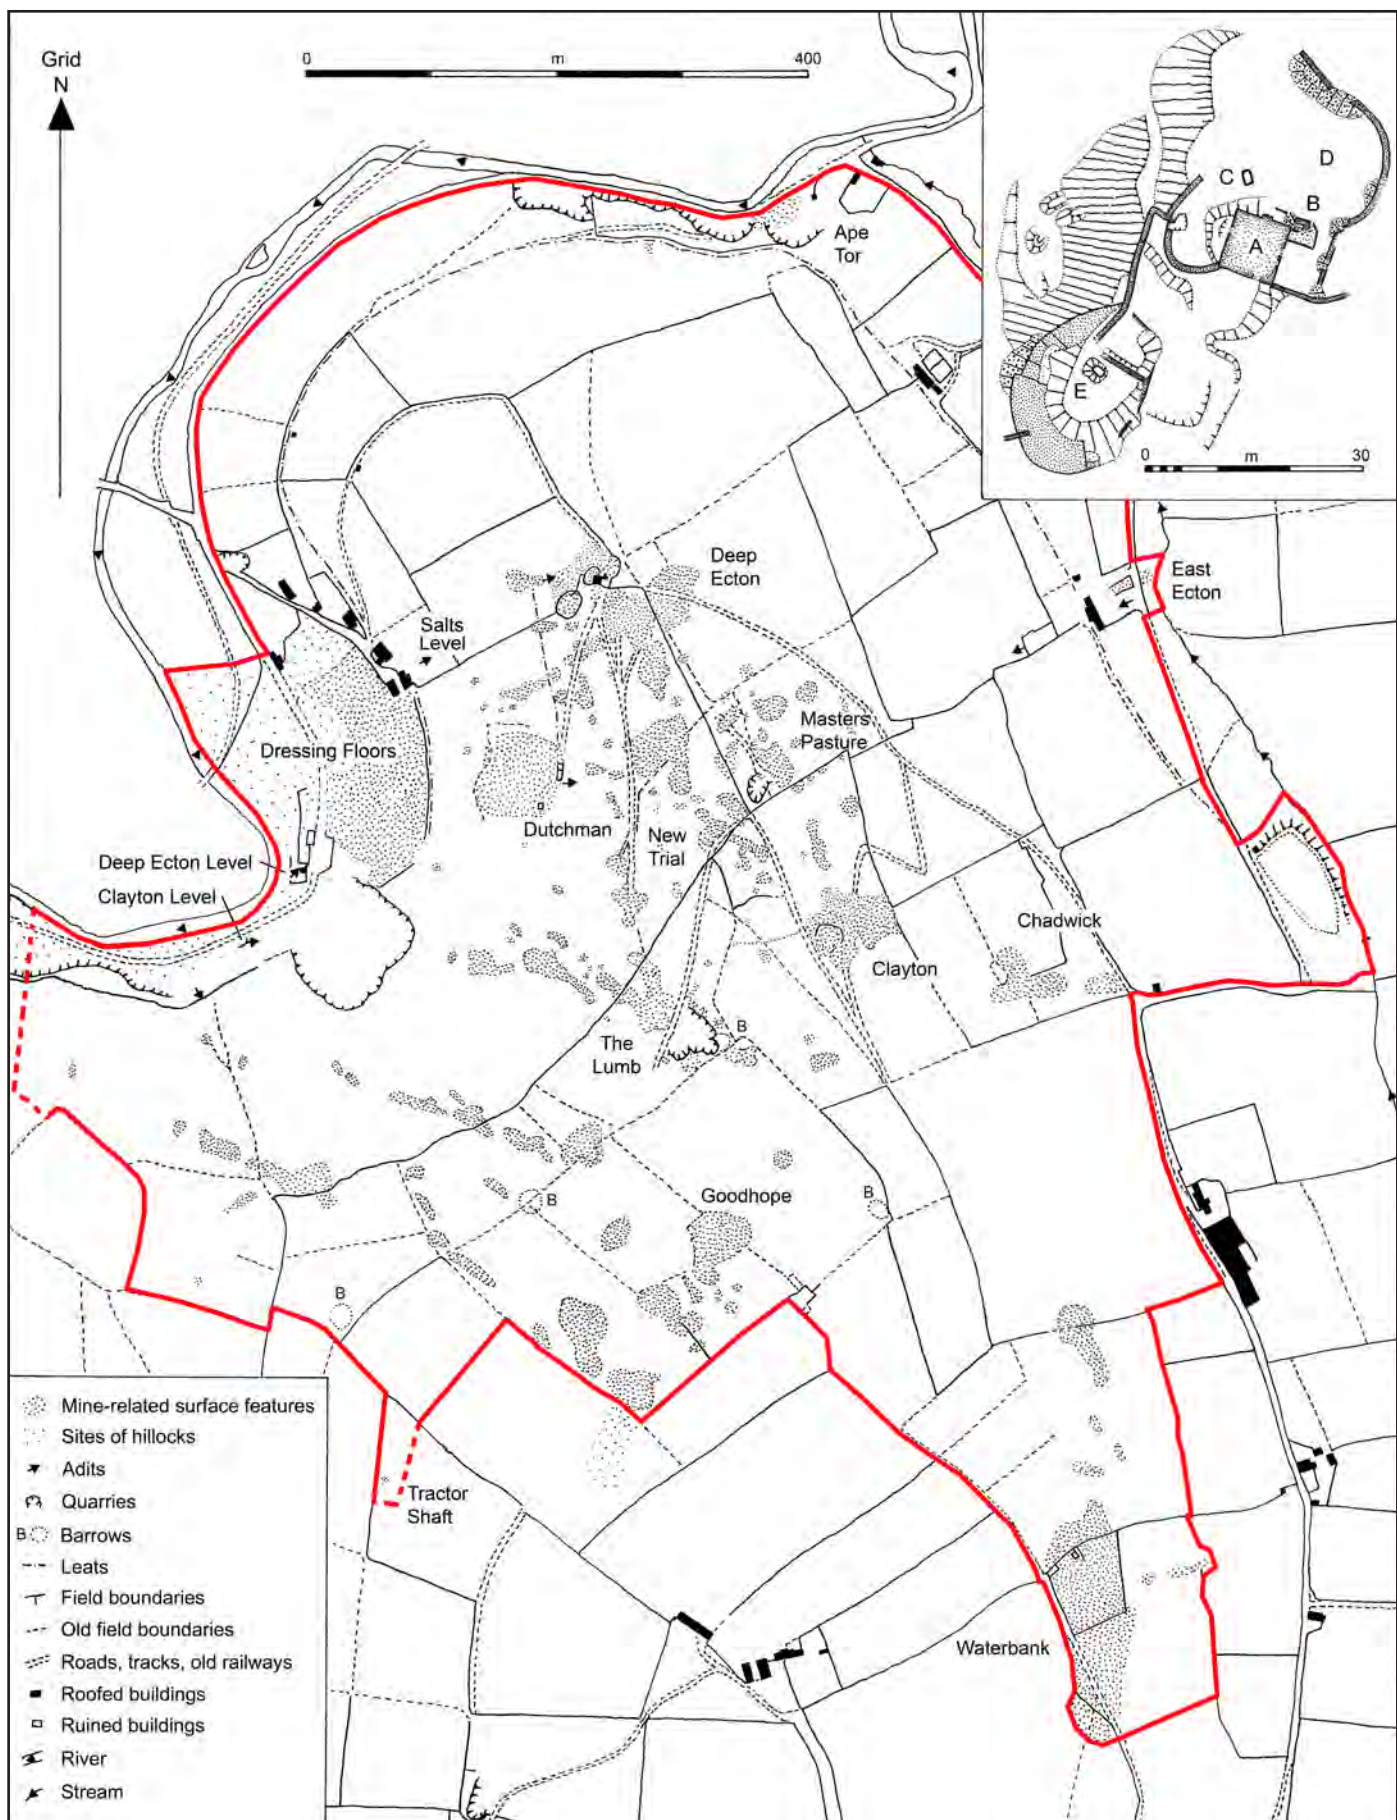 Grid
N
0 m 400
C
D
B
A
E
0 m 30
Ape
Tor
Deep
Ecton
East
Ecton
Salts
Level
Masters
Pasture
Dressing Floors
Dutchman
New
Trial
Deep Ecton Level
Clayton Level
Chadwick
Clayton
B
The
Lumb
Goodhope
B
B
B
Tractor
Shaft
Waterbank
Mine-related surface features
Sites of hillocks
Adits
Quarries
B Barrows
Leats
Field boundaries
Old field boundaries
Roads, tracks, old railways
Roofed buildings
Ruined buildings
River
Stream